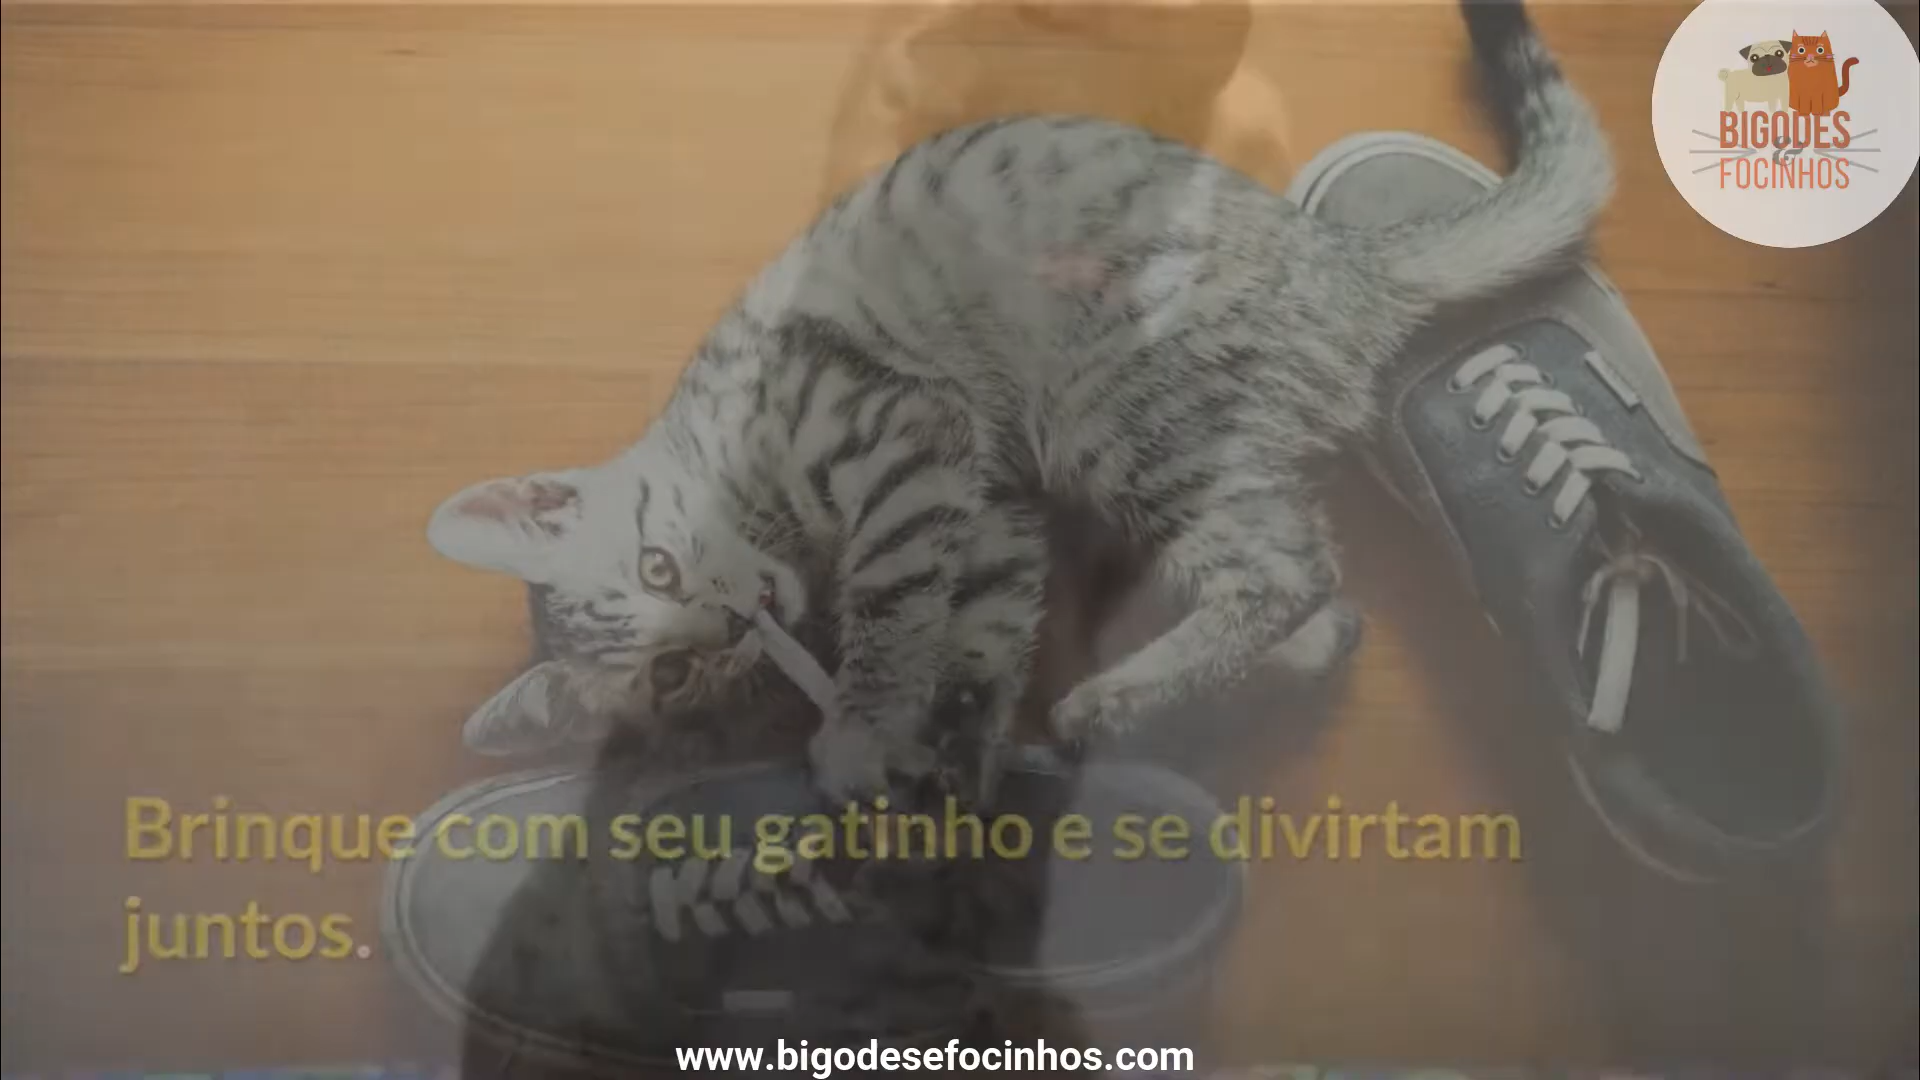 BIGODES
&
FOCINHOS
Brinque com seu gatinho e se divirtam
juntos.
www.bigodesefocinhos.com